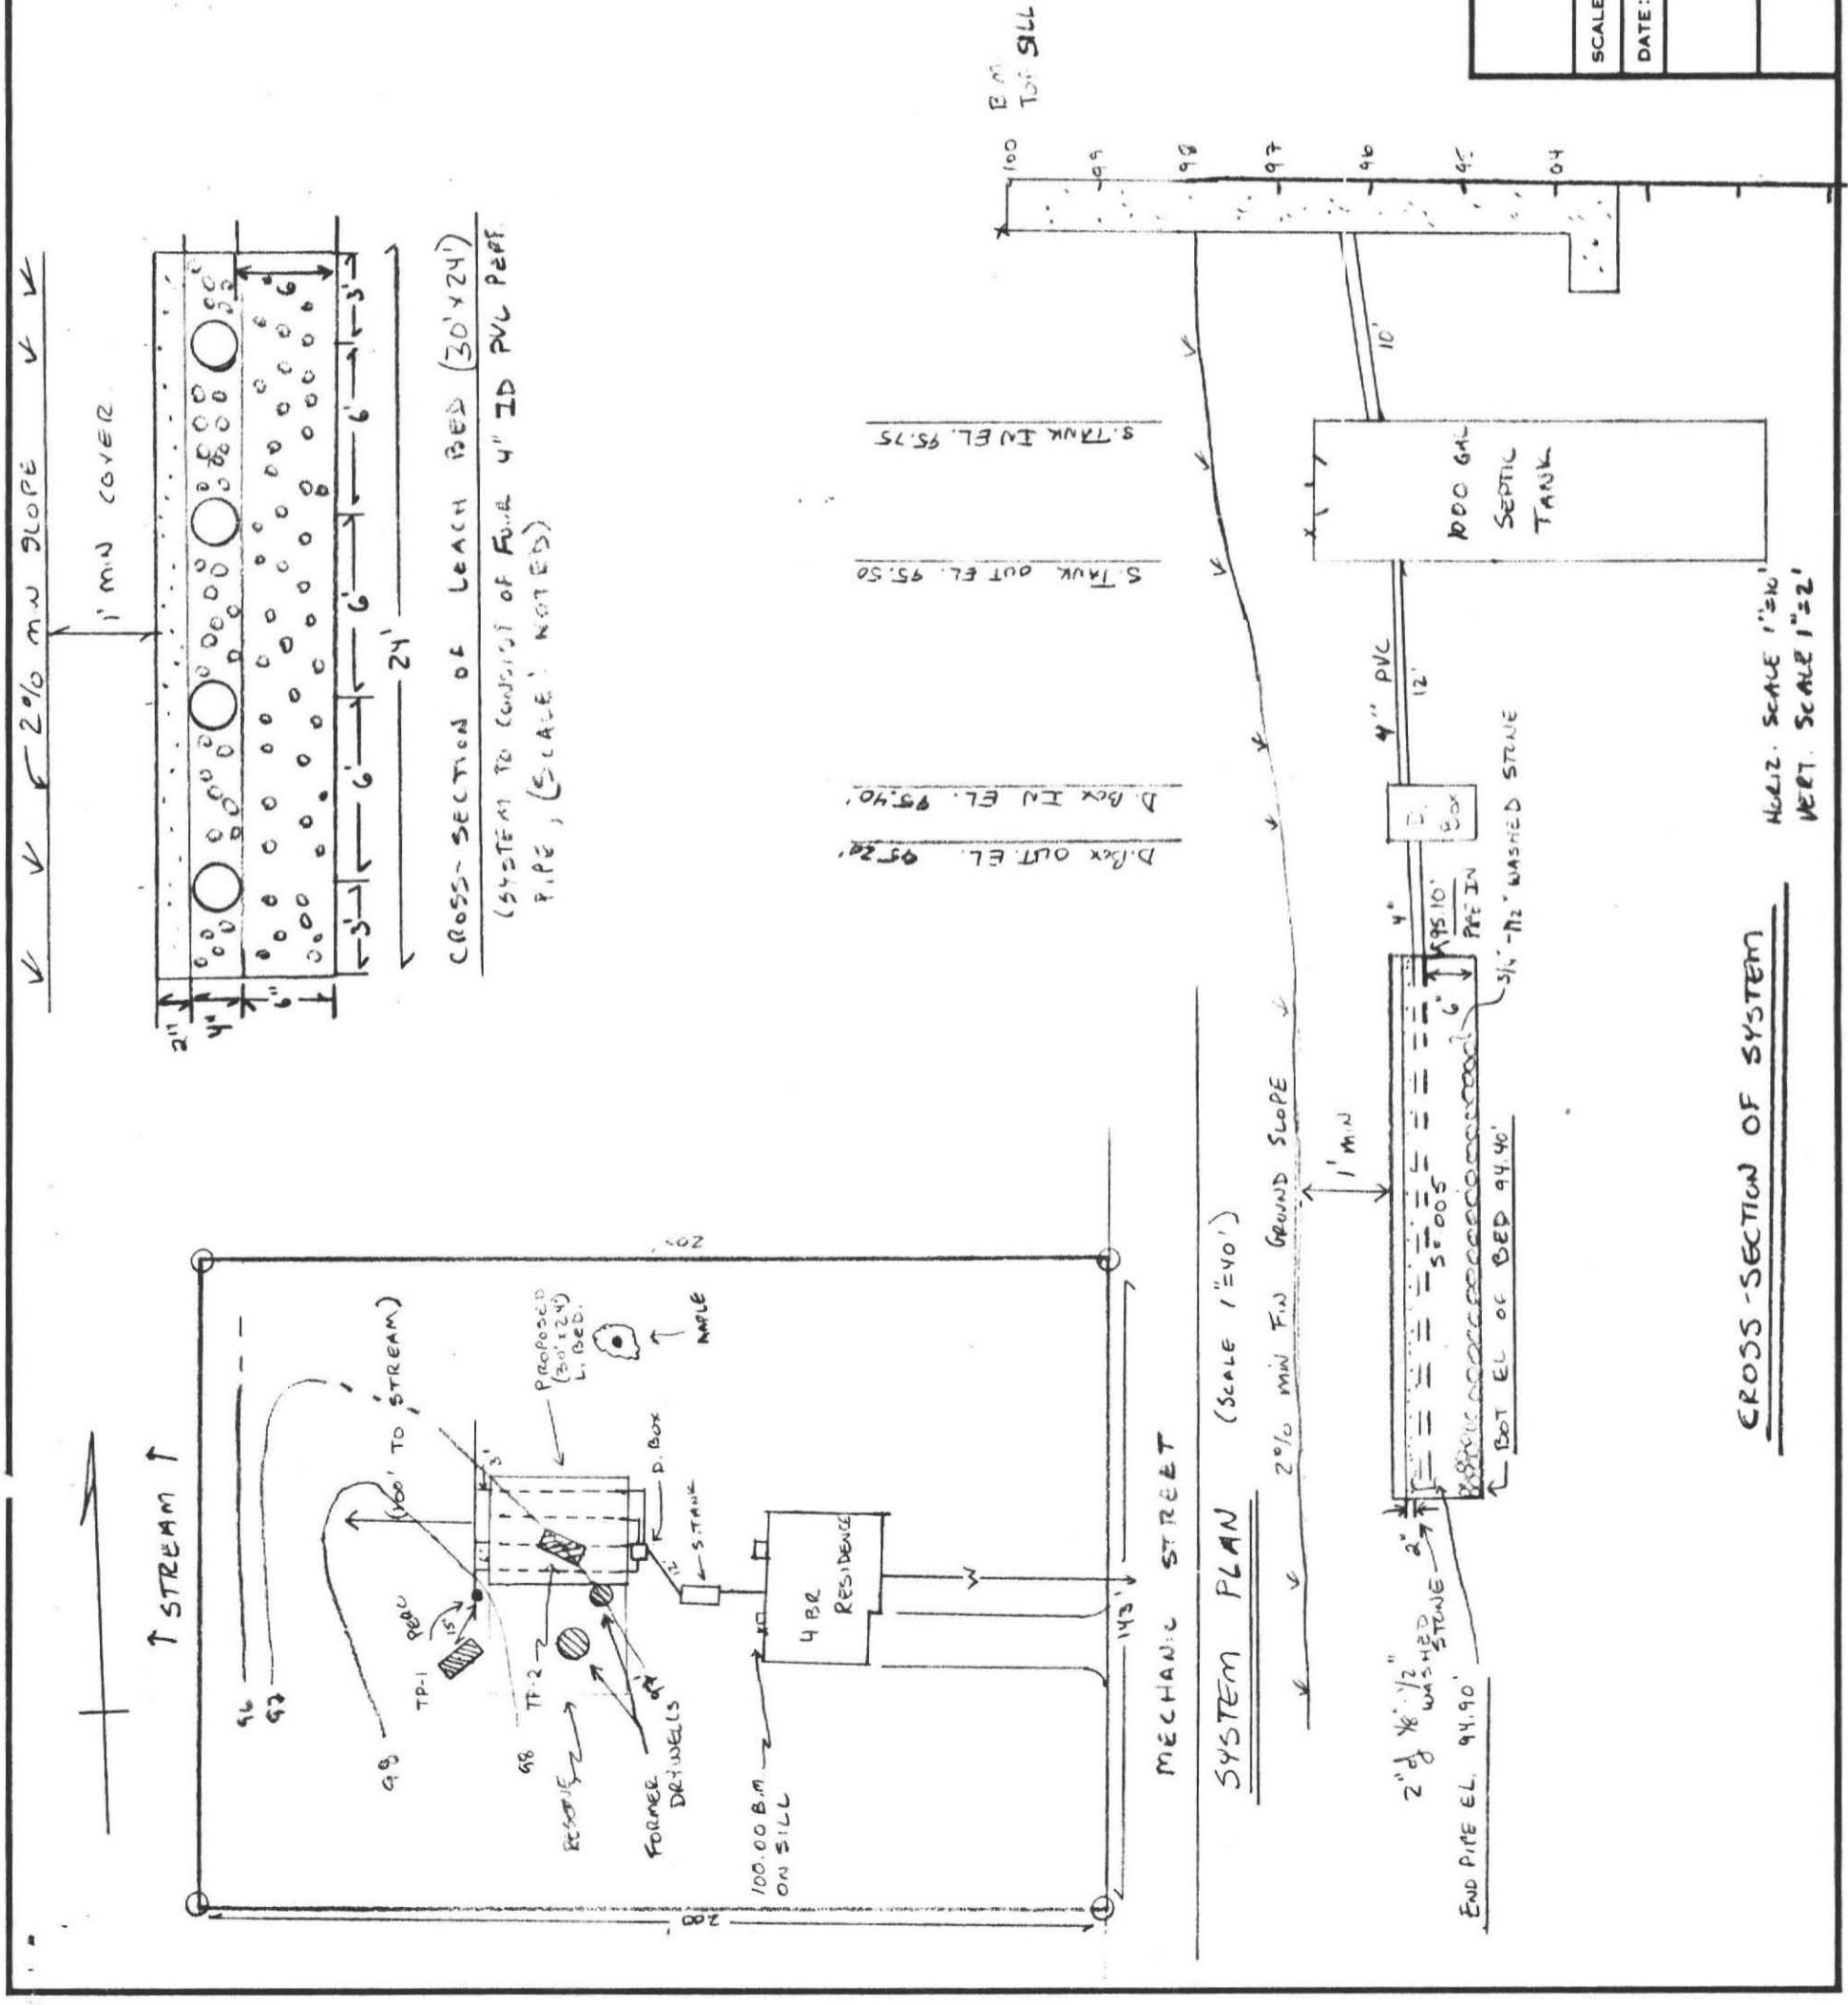 ↑ STREAM ↑
96
97
98
(100' TO STREAM)
PERC
15'
TP-1
6'
3'
98
TP-2
RESERVE
FORMER
DRYWELLS
PROPOSED
(30' x 24')
L. BED.
MAPLE
D. BOX
12'
S. TANK
100.00 B.M.
ON SILL
4 BR
RESIDENCE
W
200'
143'
MECHANIC STREET
SYSTEM PLAN (SCALE 1"=40')
2% MIN SLOPE
1' MIN COVER
2"
4"
6"
6"
3'
6'
6'
6'
3'
24'
CROSS-SECTION OF LEACH BED (30' x 24')
(SYSTEM TO CONSIST OF FOUR 4" ID PVC PERF.
PIPE, (SCALE: NOTED)
S. TANK IN EL. 95.75
S. TANK OUT EL. 95.50
D. BOX IN EL. 95.40'
D. BOX OUT EL.
B.M.
TOP SILL
100
99
98
97
96
95
94
2% MIN FIN GROUND SLOPE
1' MIN
10'
1000 GAL
SEPTIC
TANK
4" PVC
12'
D.
BOX
4"
95.10'
PIPE IN
6"
3/4"-1 1/2" WASHED STONE
S=.005
2"
2" of 1/8"-1/2"
WASHED
STONE
END PIPE EL. 94.90'
BOT EL OF BED 94.40'
CROSS-SECTION OF SYSTEM
HORIZ. SCALE 1"=10'
VERT. SCALE 1"=2'
SCALE
DATE: